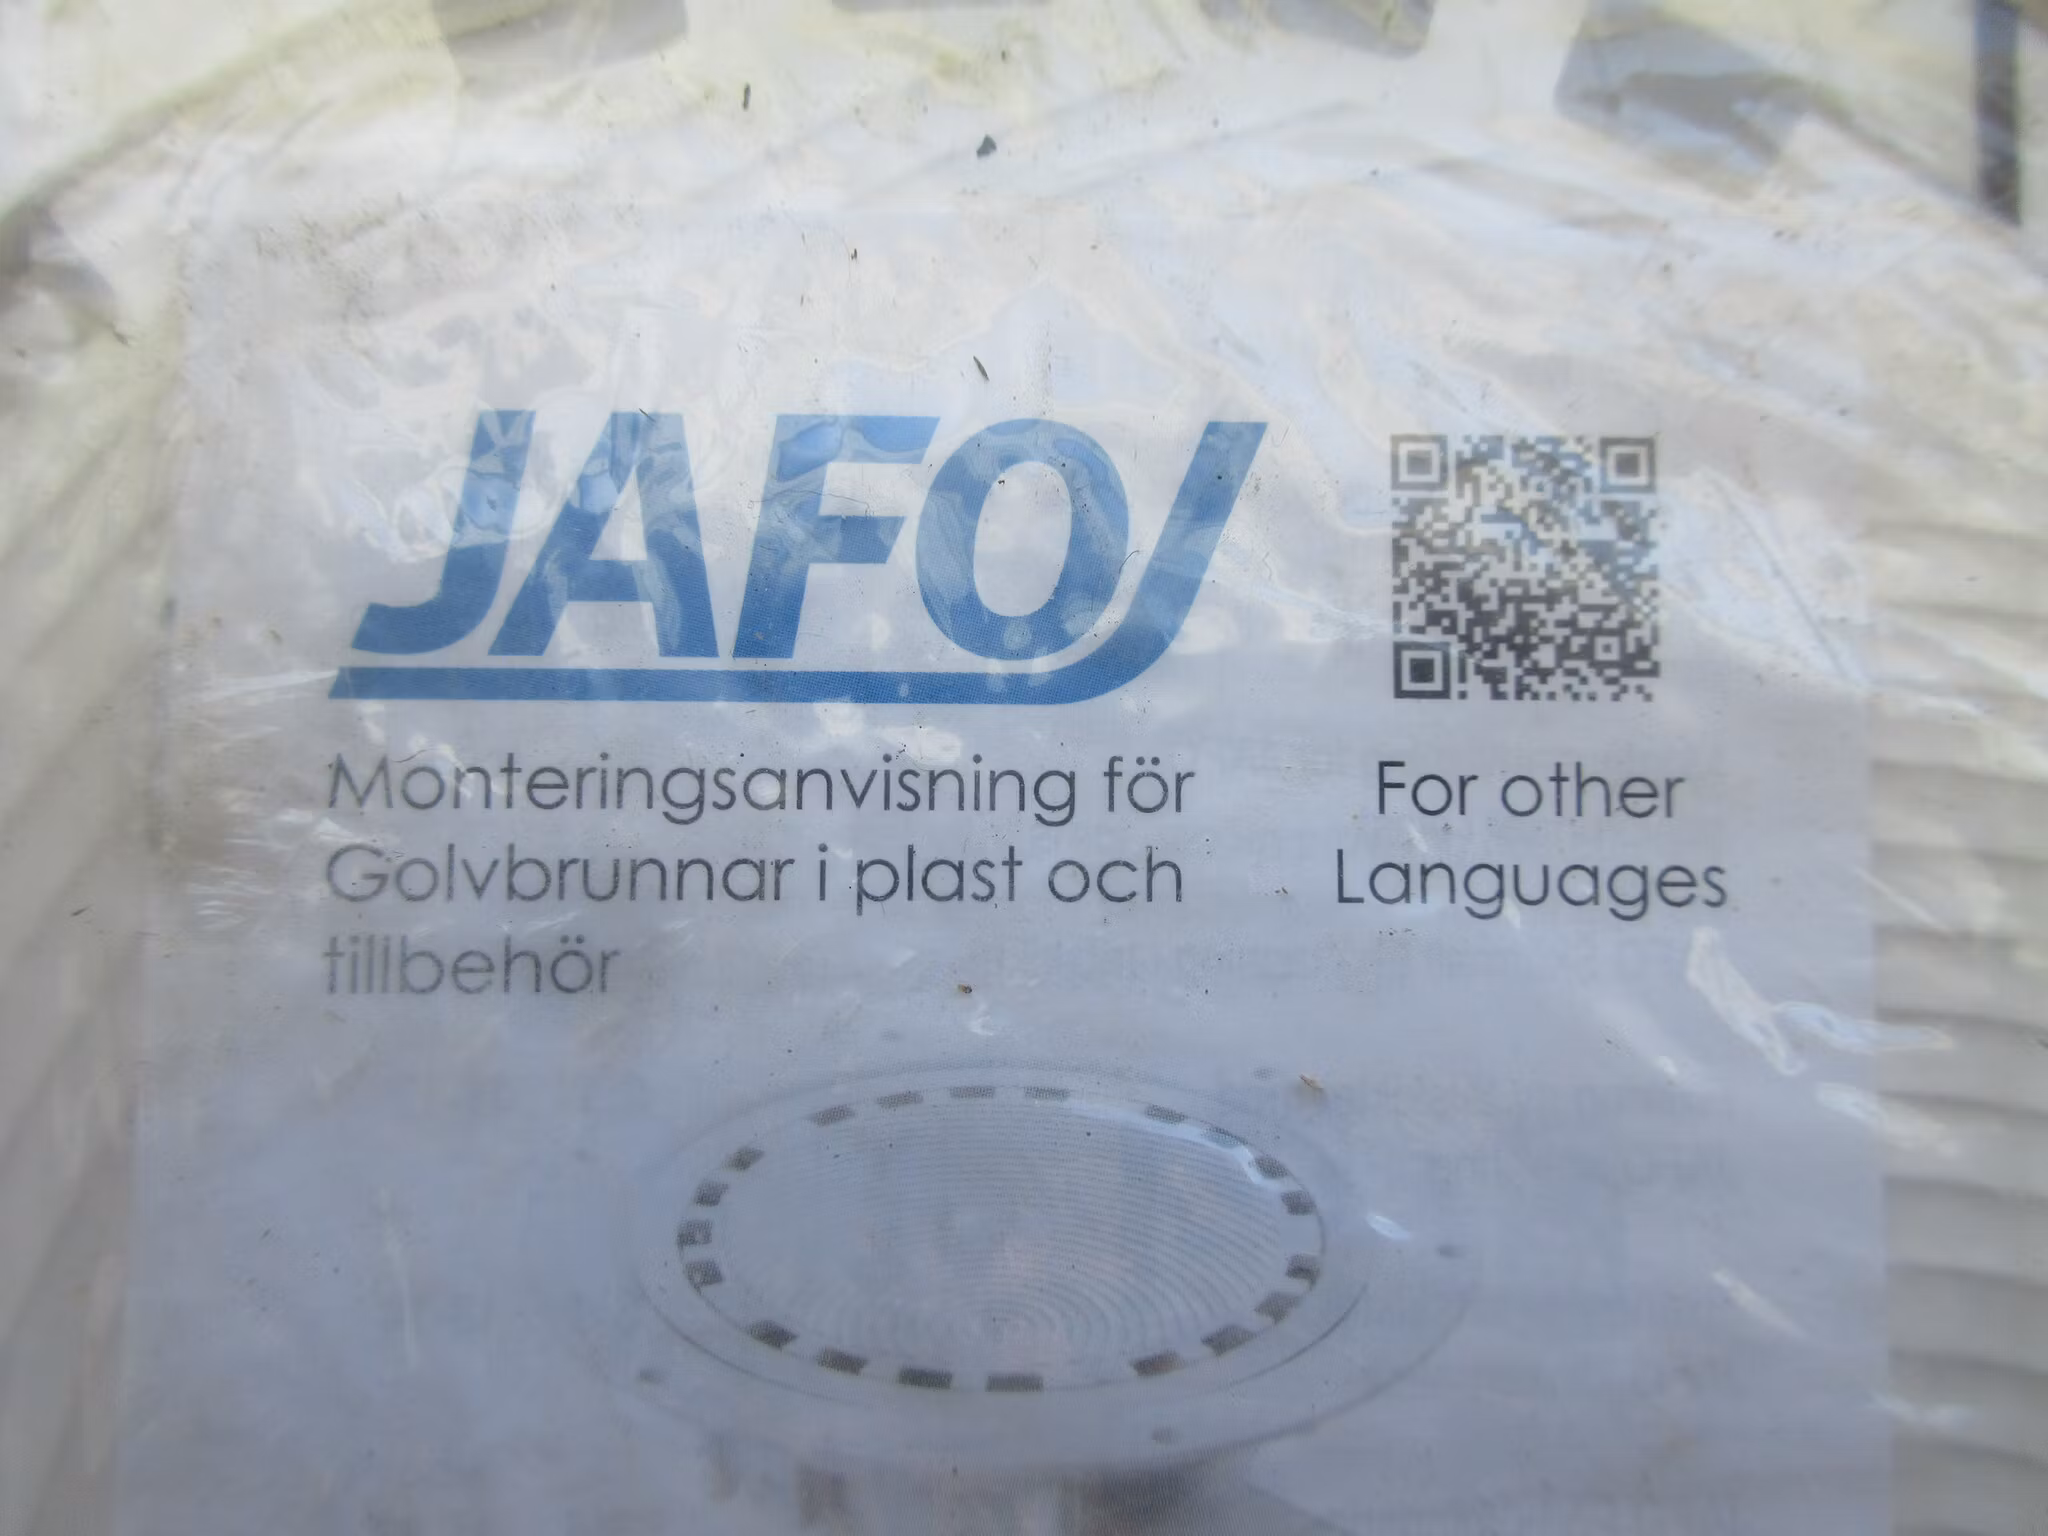 JAFO
Monteringsanvisning för
Golvbrunnar i plast och
tillbehör
For other
Languages